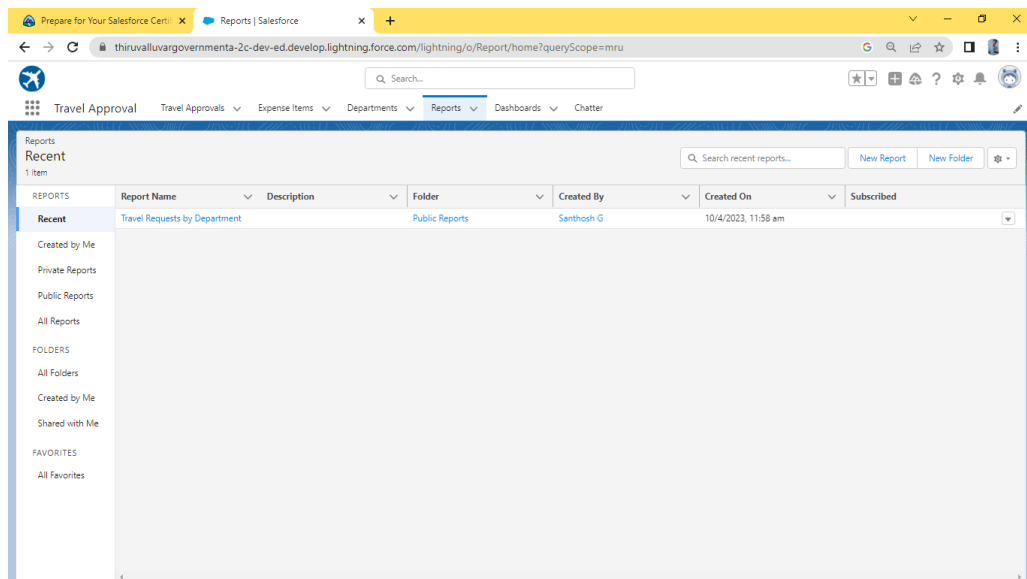 Prepare for Your Salesforce Certif
Reports | Salesforce
thiruvalluvargovernmenta-2c-dev-ed.develop.lightning.force.com/lightning/o/Report/home?queryScope=mru
Search...
Travel Approval
Travel Approvals
Expense Items
Departments
Reports
Dashboards
Chatter
Reports
Recent
1 item
Search recent reports...
New Report
New Folder
REPORTS
Report Name
Description
Folder
Created By
Created On
Subscribed
Recent
Travel Requests by Department
Public Reports
Santhosh G
10/4/2023, 11:58 am
Created by Me
Private Reports
Public Reports
All Reports
FOLDERS
All Folders
Created by Me
Shared with Me
FAVORITES
All Favorites